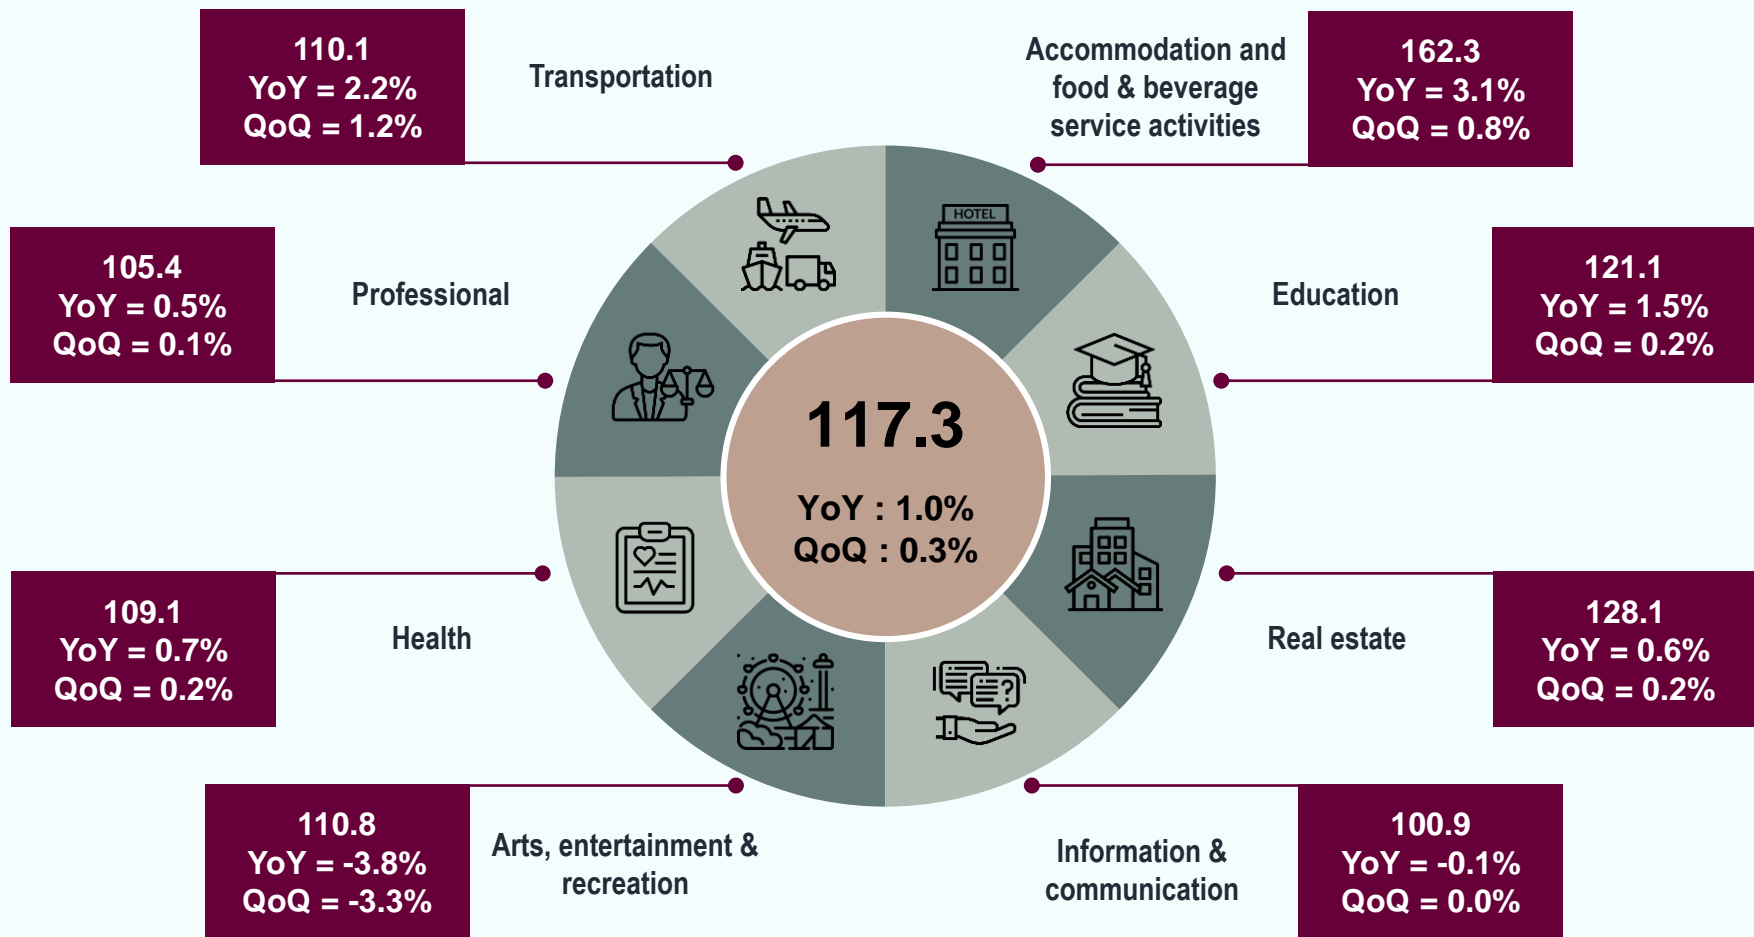 110.1
YoY = 2.2%
QoQ = 1.2%
Transportation
Accommodation and
food & beverage
service activities
162.3
YoY = 3.1%
QoQ = 0.8%
HOTEL
105.4
YoY = 0.5%
QoQ = 0.1%
Professional
Education
121.1
YoY = 1.5%
QoQ = 0.2%
117.3
YoY : 1.0%
QoQ : 0.3%
109.1
YoY = 0.7%
QoQ = 0.2%
Health
Real estate
128.1
YoY = 0.6%
QoQ = 0.2%
?
110.8
YoY = -3.8%
QoQ = -3.3%
Arts, entertainment &
recreation
Information &
communication
100.9
YoY = -0.1%
QoQ = 0.0%